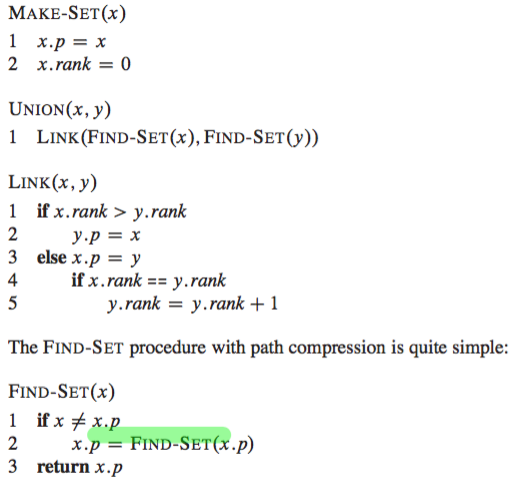 MAKE-SET(x)
1 x.p = x
2 x.rank = 0
UNION(x, y)
1 LINK(FIND-SET(x), FIND-SET(y))
LINK(x, y)
1 if x.rank > y.rank
2 y.p = x
3 else x.p = y
4 if x.rank == y.rank
5 y.rank = y.rank + 1
The FIND-SET procedure with path compression is quite simple:
FIND-SET(x)
1 if x ≠ x.p
2 x.p = FIND-SET(x.p)
3 return x.p